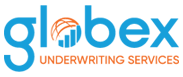 globex
UNDERWRITING SERVICES